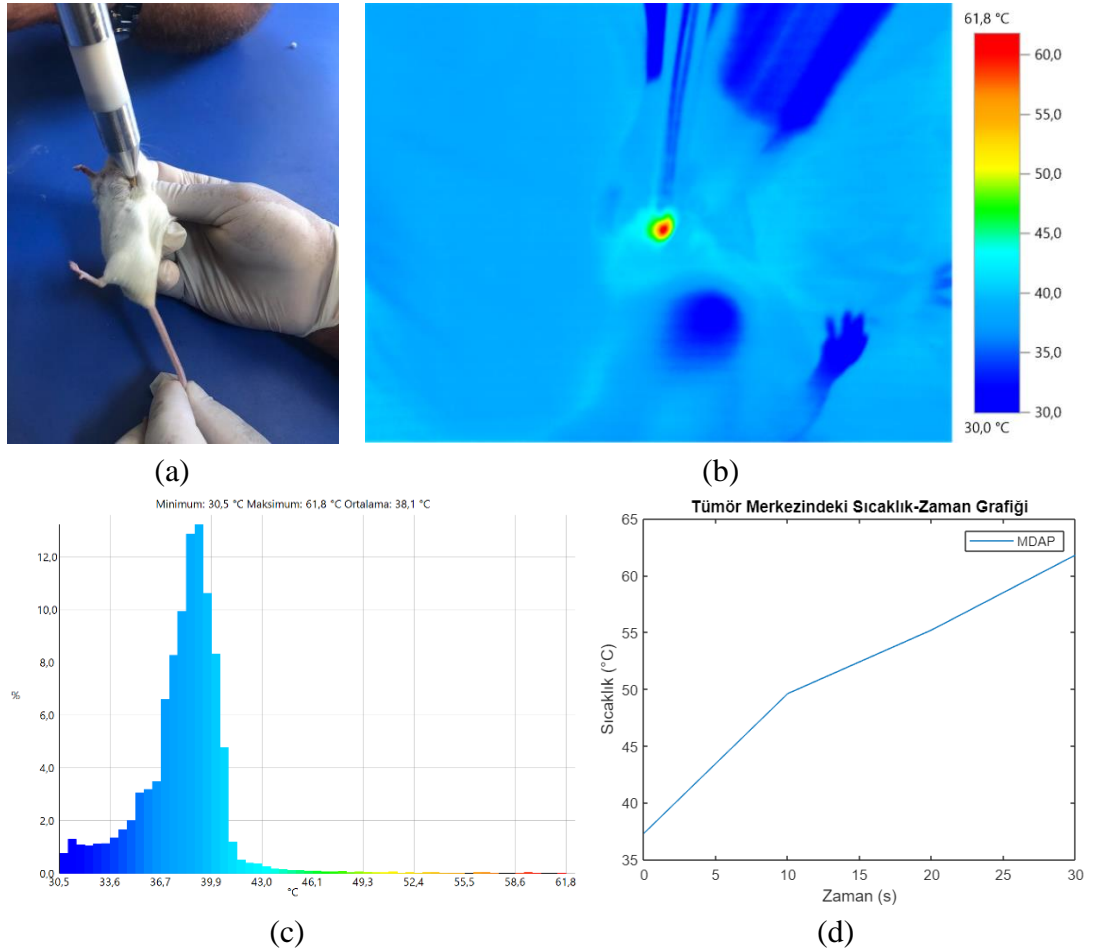 61,8 °C
60,0
55,0
50,0
45,0
40,0
35,0
30,0
30,0 °C
(a)
(b)
Minimum: 30,5 °C Maksimum: 61,8 °C Ortalama: 38,1 °C
12,0
10,0
8,0
6,0
4,0
2,0
0,0
%
30,5 33,6 36,7 39,9 43,0 46,1 49,3 52,4 55,5 58,6 61,8
°C
(c)
Tümör Merkezindeki Sıcaklık-Zaman Grafiği
MDAP
65
60
55
50
45
40
35
Sıcaklık (°C)
0 5 10 15 20 25 30
Zaman (s)
(d)